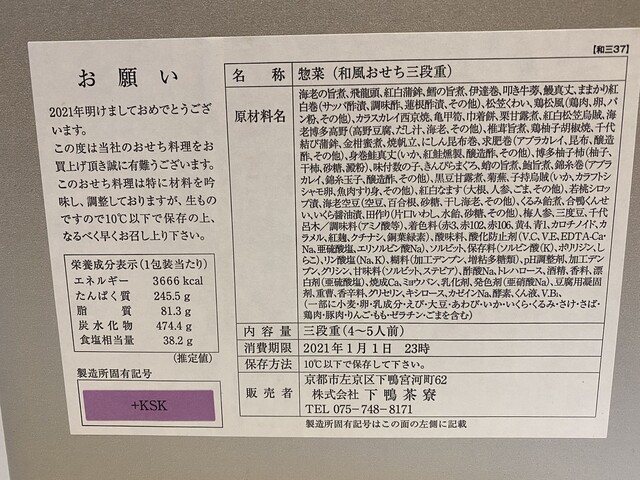 【和三37】
お願い
2021年明けましておめでとうござ
います。
この度は当社のおせち料理をお
買上げ頂き誠に有難うございます。
このおせち料理は特に材料を吟
味し、調製しておりますが、生もの
ですので10℃以下で保存の上、
なるべく早くお召し上り下さい。
栄養成分表示(1包装当たり)
エネルギー 3666 kcal
たんぱく質 245.5 g
脂質 81.3 g
炭水化物 474.4 g
食塩相当量 38.2 g
(推定値)
製造所固有記号
+KSK
名称 惣菜(和風おせち三段重)
原材料名
海老の旨煮、飛龍頭、紅白蒲鉾、鱈の旨煮、伊達巻、叩き牛蒡、鰻真丈、ままかり紅
白巻(サッパ酢漬、調味酢、蓮根酢漬、その他)、松笠くわい、鶏松風(鶏肉、卵、パ
ン粉、その他)、カラスカレイ西京焼、亀甲筍、巾着餅、栗甘露煮、紅白松笠烏賊、海
老博多高野(高野豆腐、だし汁、海老、その他)、椎茸旨煮、鶏柚子胡椒焼、千代
結び蒲鉾、金柑蜜煮、焼帆立、にしん昆布巻、求肥巻(アブラカレイ、昆布、醸造
酢、その他)、身巻鮭真丈(いか、紅鮭燻製、醸造酢、その他)、博多柚子柿(柚子、
干柿、砂糖、澱粉)、味付数の子、きんぴらまぐろ、蛸の旨煮、鮑旨煮、錦糸巻(アブラ
カレイ、錦糸玉子、醸造酢、その他)、黒豆甘露煮、菊蕪、子持烏賊(いか、カラフト
シシャモ卵、魚肉すり身、その他)、紅白なます(大根、人参、ごま、その他)、若桃シロッ
プ漬、海老空豆(空豆、百合根、砂糖、干し海老、その他)、くるみ飴煮、合鴨くんせ
い、いくら醤油漬、田作り(片口いわし、水飴、砂糖、その他)、梅人参、三度豆、千代
呂木/調味料(アミノ酸等)、着色料(赤3、赤102、赤106、黄4、青1、カロチノイド、カ
ラメル、紅麹、クチナシ、銅葉緑素)、酸味料、酸化防止剤(V.C、V.E、EDTA-Ca・
Na、亜硫酸塩、エリソルビン酸Na)、ソルビット、保存料(ソルビン酸(K)、ポリリシン、し
らこ)、リン酸塩(Na、K)、糊料(加工デンプン、増粘多糖類)、pH調整剤、加工デ
ンプン、グリシン、甘味料(ソルビット、ステビア)、酢酸Na、トレハロース、酒精、香料、漂
白剤(亜硫酸塩)、焼成Ca、ミョウバン、乳化剤、発色剤(亜硝酸Na)、豆腐用凝固
剤、重曹、香辛料、グリセリン、キシロース、カゼインNa、酵素、くん液、V.B₁、
(一部に小麦・卵・乳成分・えび・大豆・あわび・いか・いくら・くるみ・さけ・さば・
鶏肉・豚肉・りんご・もも・ゼラチン・ごまを含む)
内容量 三段重(4〜5人前)
消費期限 2021年1月1日 23時
保存方法 10℃以下で保存して下さい。
販売者
京都市左京区下鴨宮河町62
株式会社 下鴨茶寮
TEL 075-748-8171
製造所固有記号はこの面の左側に記載